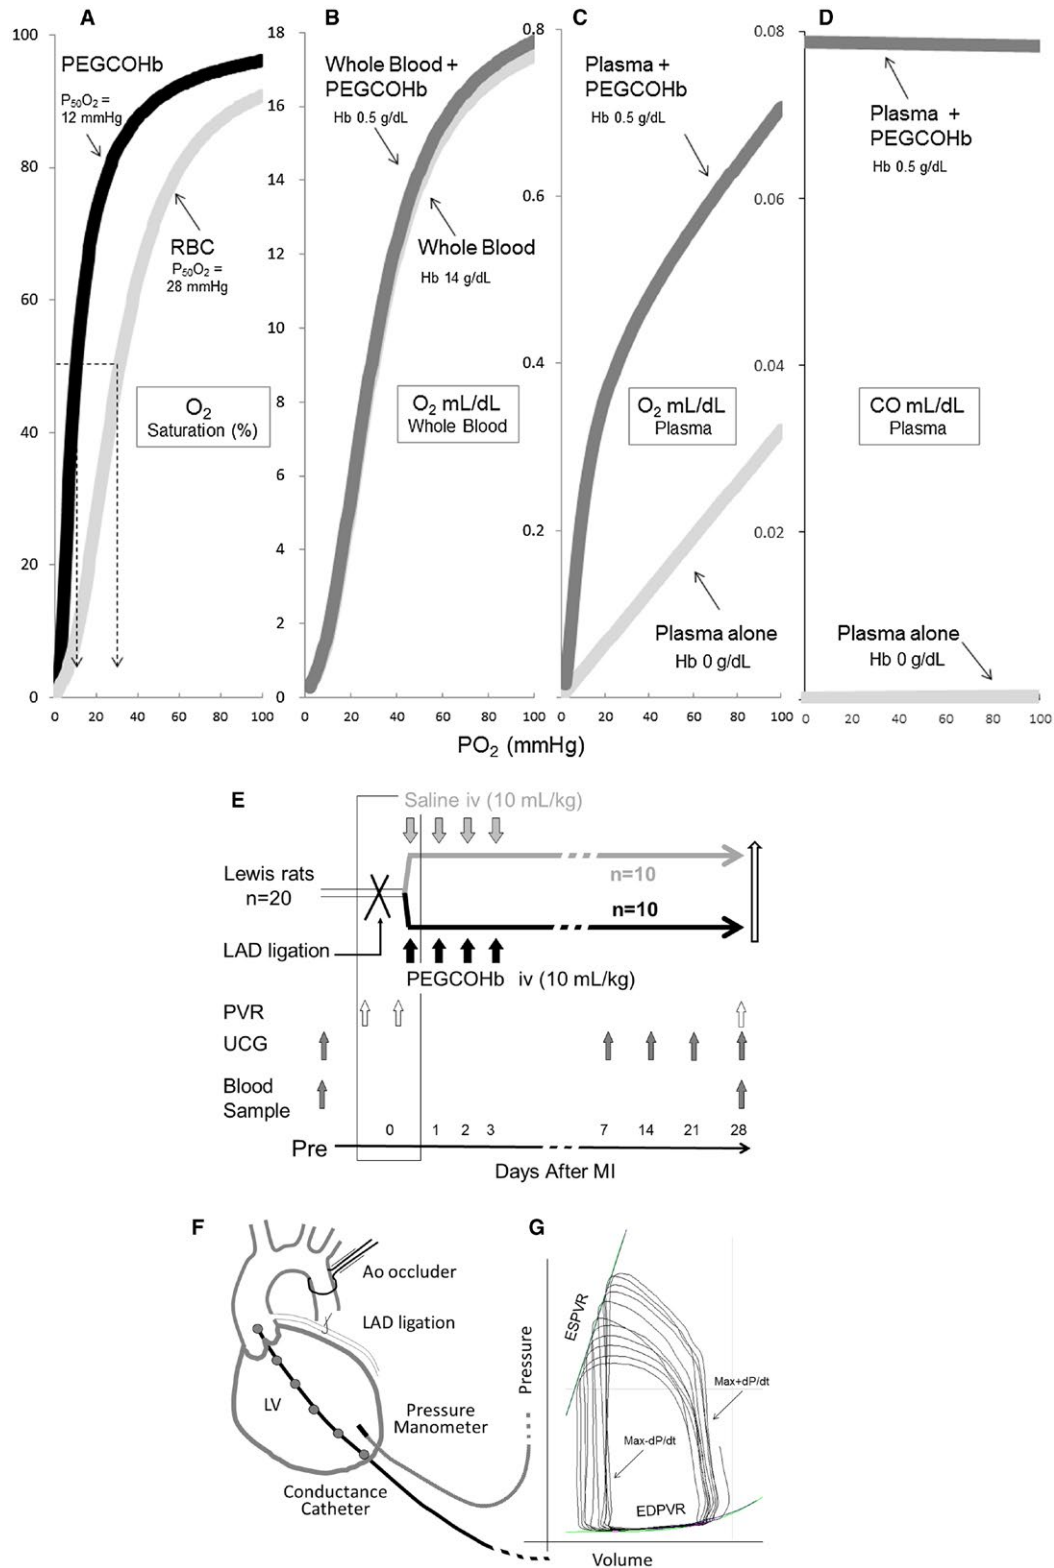 A
100
80
60
40
20
0
PEGCOHb
P50O2 =
12 mmHg
RBC
P50O2 =
28 mmHg
O2
Saturation (%)
0 20 40 60 80 100
B
18
16
14
12
10
8
6
4
2
0
Whole Blood +
PEGCOHb
Hb 0.5 g/dL
Whole Blood
Hb 14 g/dL
O2 mL/dL
Whole Blood
0 20 40 60 80 100
C
0.8
0.6
0.4
0.2
Plasma +
PEGCOHb
Hb 0.5 g/dL
O2 mL/dL
Plasma
Plasma alone
Hb 0 g/dL
0 20 40 60 80 100
D
0.08
0.06
0.04
0.02
Plasma +
PEGCOHb
Hb 0.5 g/dL
CO mL/dL
Plasma
Plasma alone
Hb 0 g/dL
0 20 40 60 80 100
PO2 (mmHg)
E
Saline iv (10 mL/kg)
Lewis rats
n=20
n=10
n=10
LAD ligation
PEGCOHb iv (10 mL/kg)
PVR
UCG
Blood
Sample
0 1 2 3 7 14 21 28
Pre
Days After MI
F
Ao occluder
LAD ligation
LV
Pressure
Manometer
Conductance
Catheter
G
Pressure
ESPVR
Max+dP/dt
Max-dP/dt
EDPVR
Volume